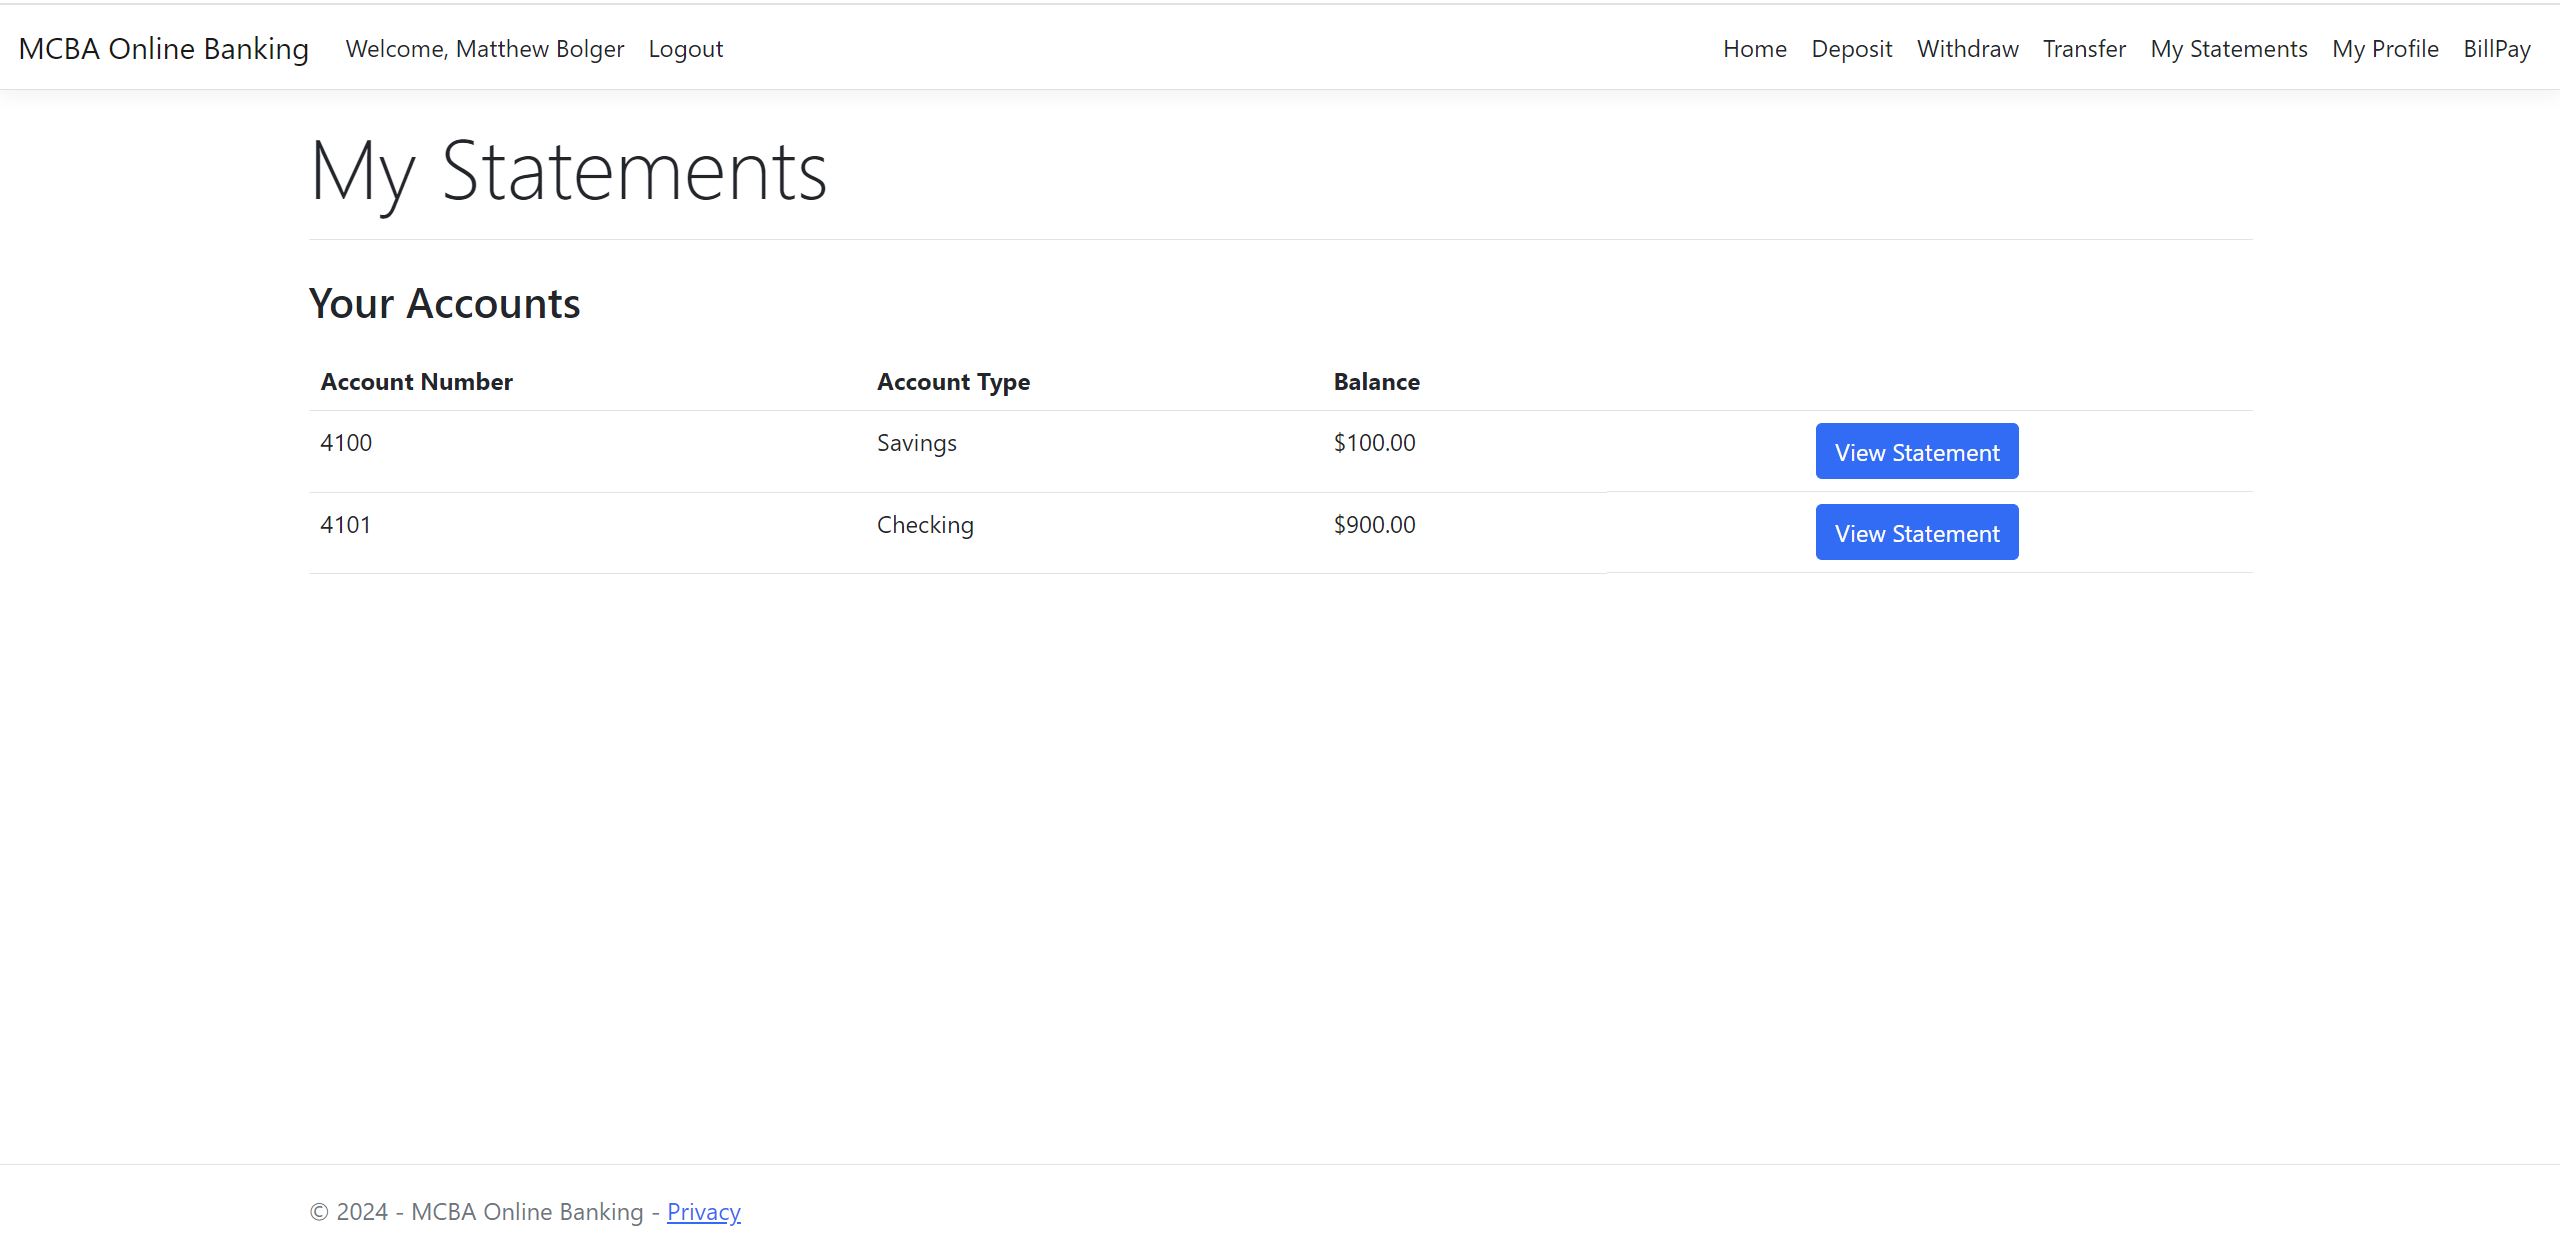 MCBA Online Banking Welcome, Matthew Bolger Logout Home Deposit Withdraw Transfer My Statements My Profile BillPay
My Statements
Your Accounts
Account Number Account Type Balance
4100 Savings $100.00 View Statement
4101 Checking $900.00 View Statement
© 2024 - MCBA Online Banking - Privacy